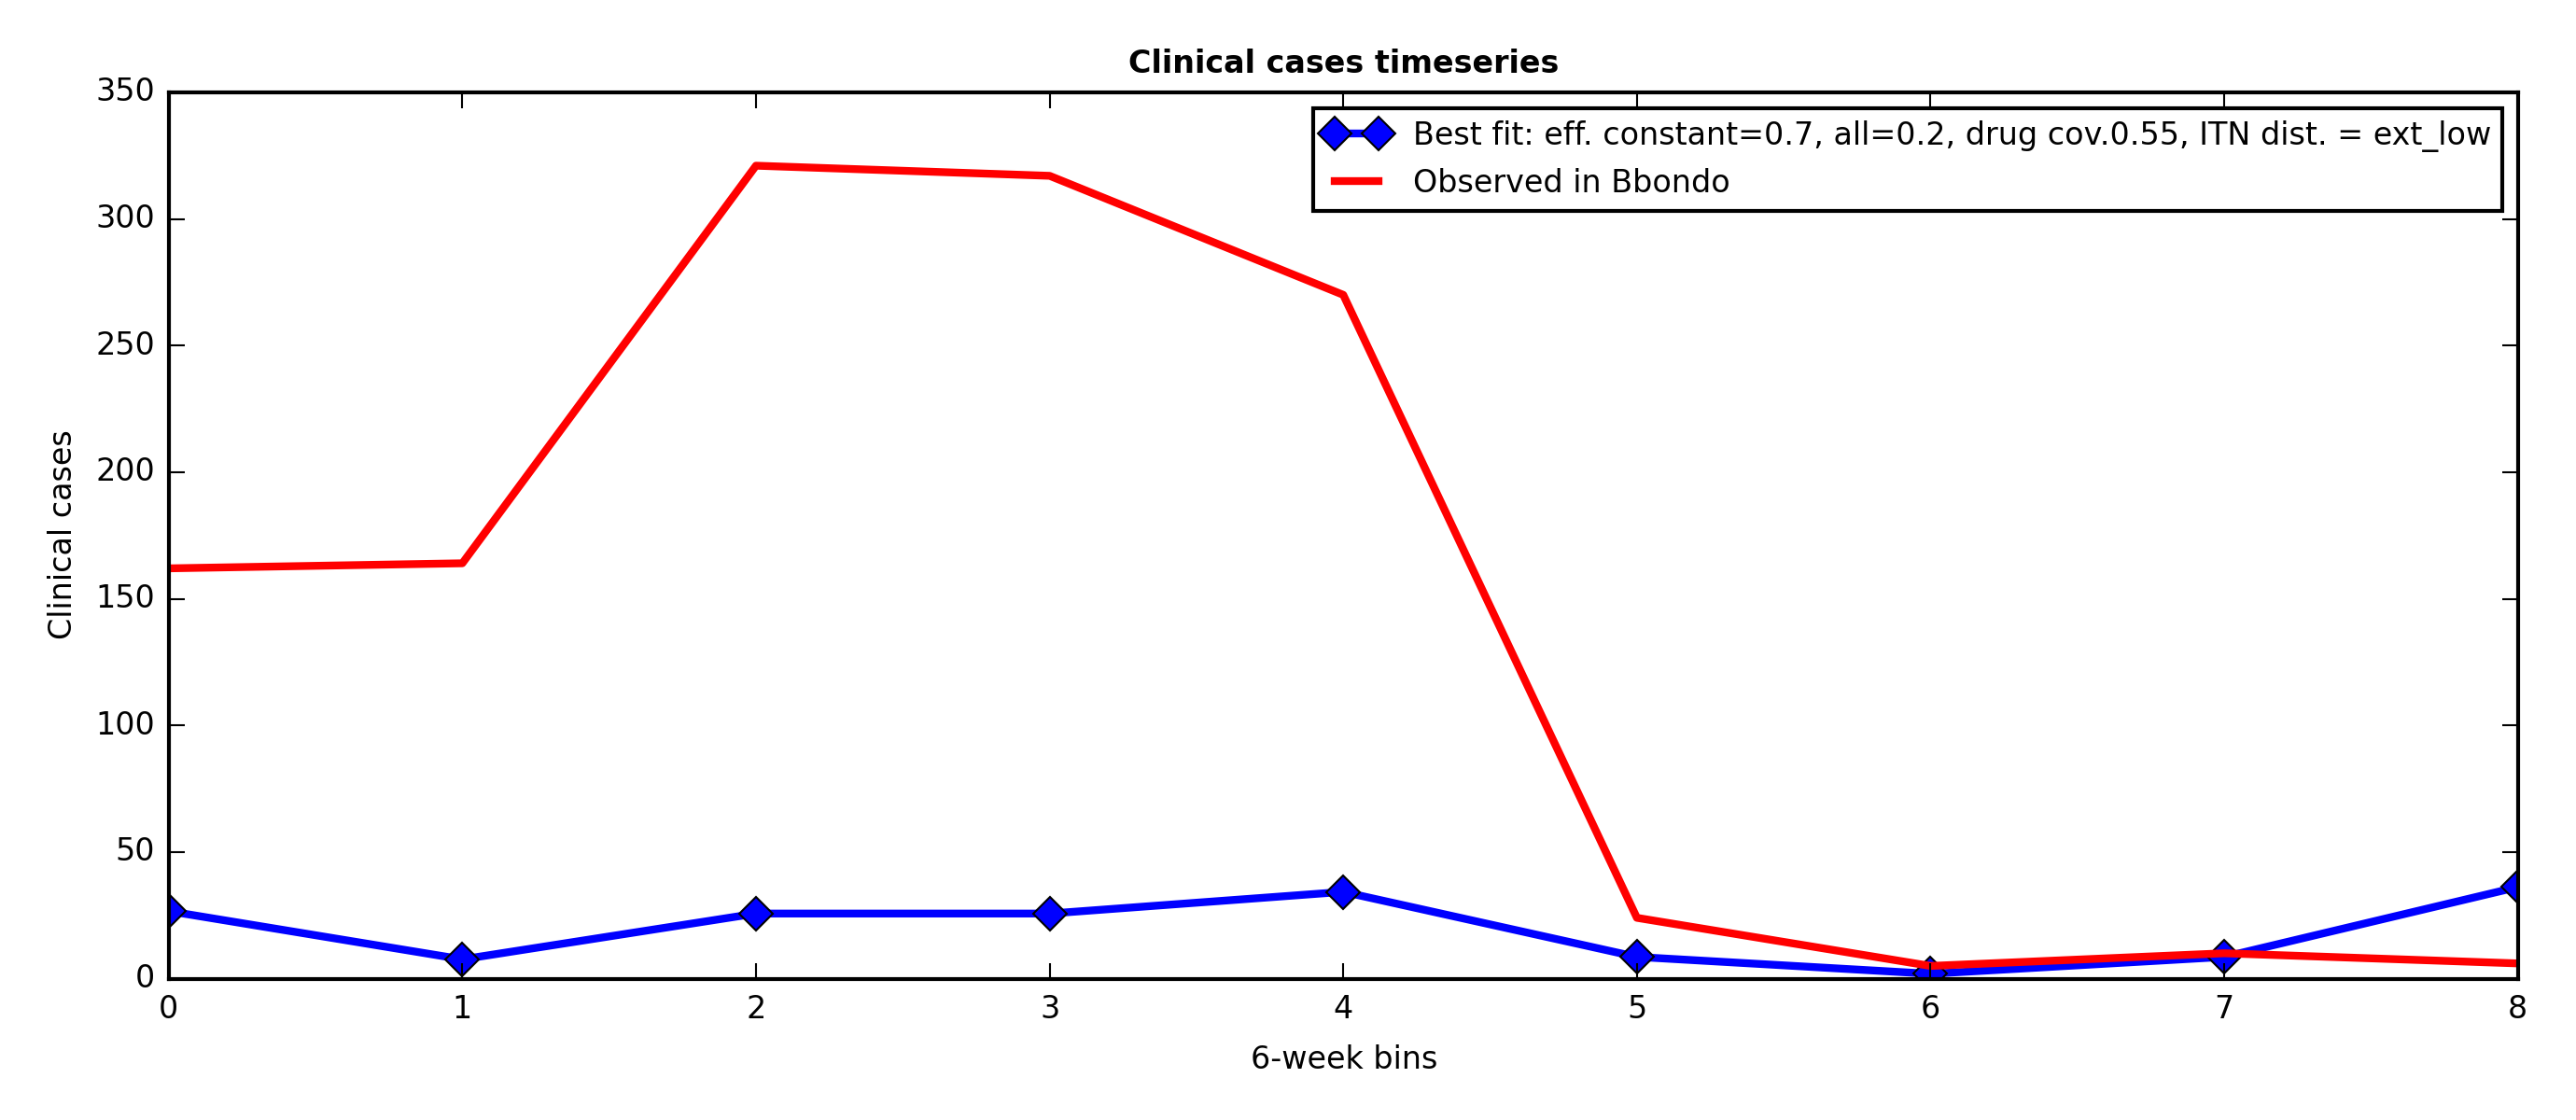 Clinical cases timeseries
Best fit: eff. constant=0.7, all=0.2, drug cov.0.55, ITN dist. = ext_low
Observed in Bbondo
Clinical cases
350
300
250
200
150
100
50
0
0 1 2 3 4 5 6 7 8
6-week bins